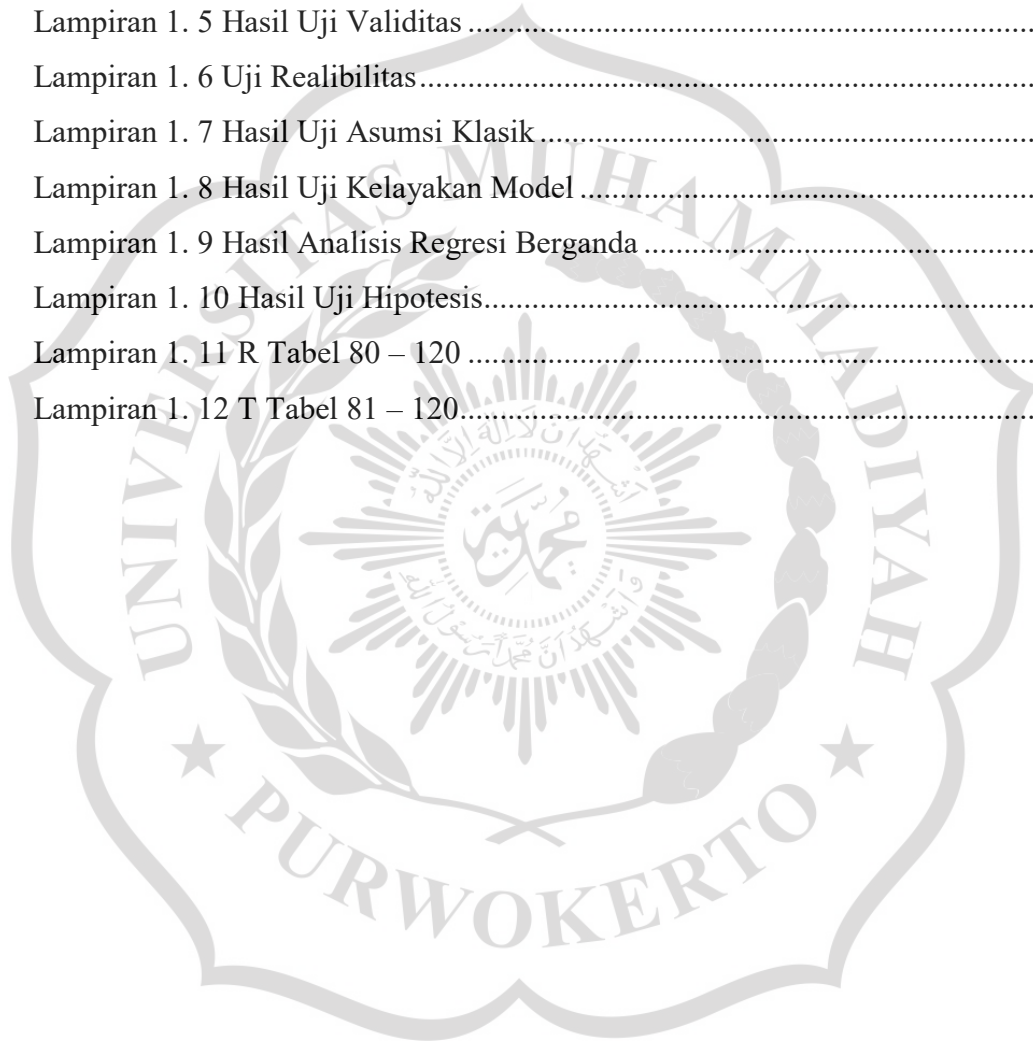 Lampiran 1. 5 Hasil Uji Validitas ................................................................
Lampiran 1. 6 Uji Realibilitas................................................................
Lampiran 1. 7 Hasil Uji Asumsi Klasik ................................................................
Lampiran 1. 8 Hasil Uji Kelayakan Model ................................................................
Lampiran 1. 9 Hasil Analisis Regresi Berganda ................................................................
Lampiran 1. 10 Hasil Uji Hipotesis................................................................
Lampiran 1. 11 R Tabel 80 – 120 ................................................................
Lampiran 1. 12 T Tabel 81 – 120................................................................
UNIVERSITAS MUHAMMADIYAH
PURWOKERTO